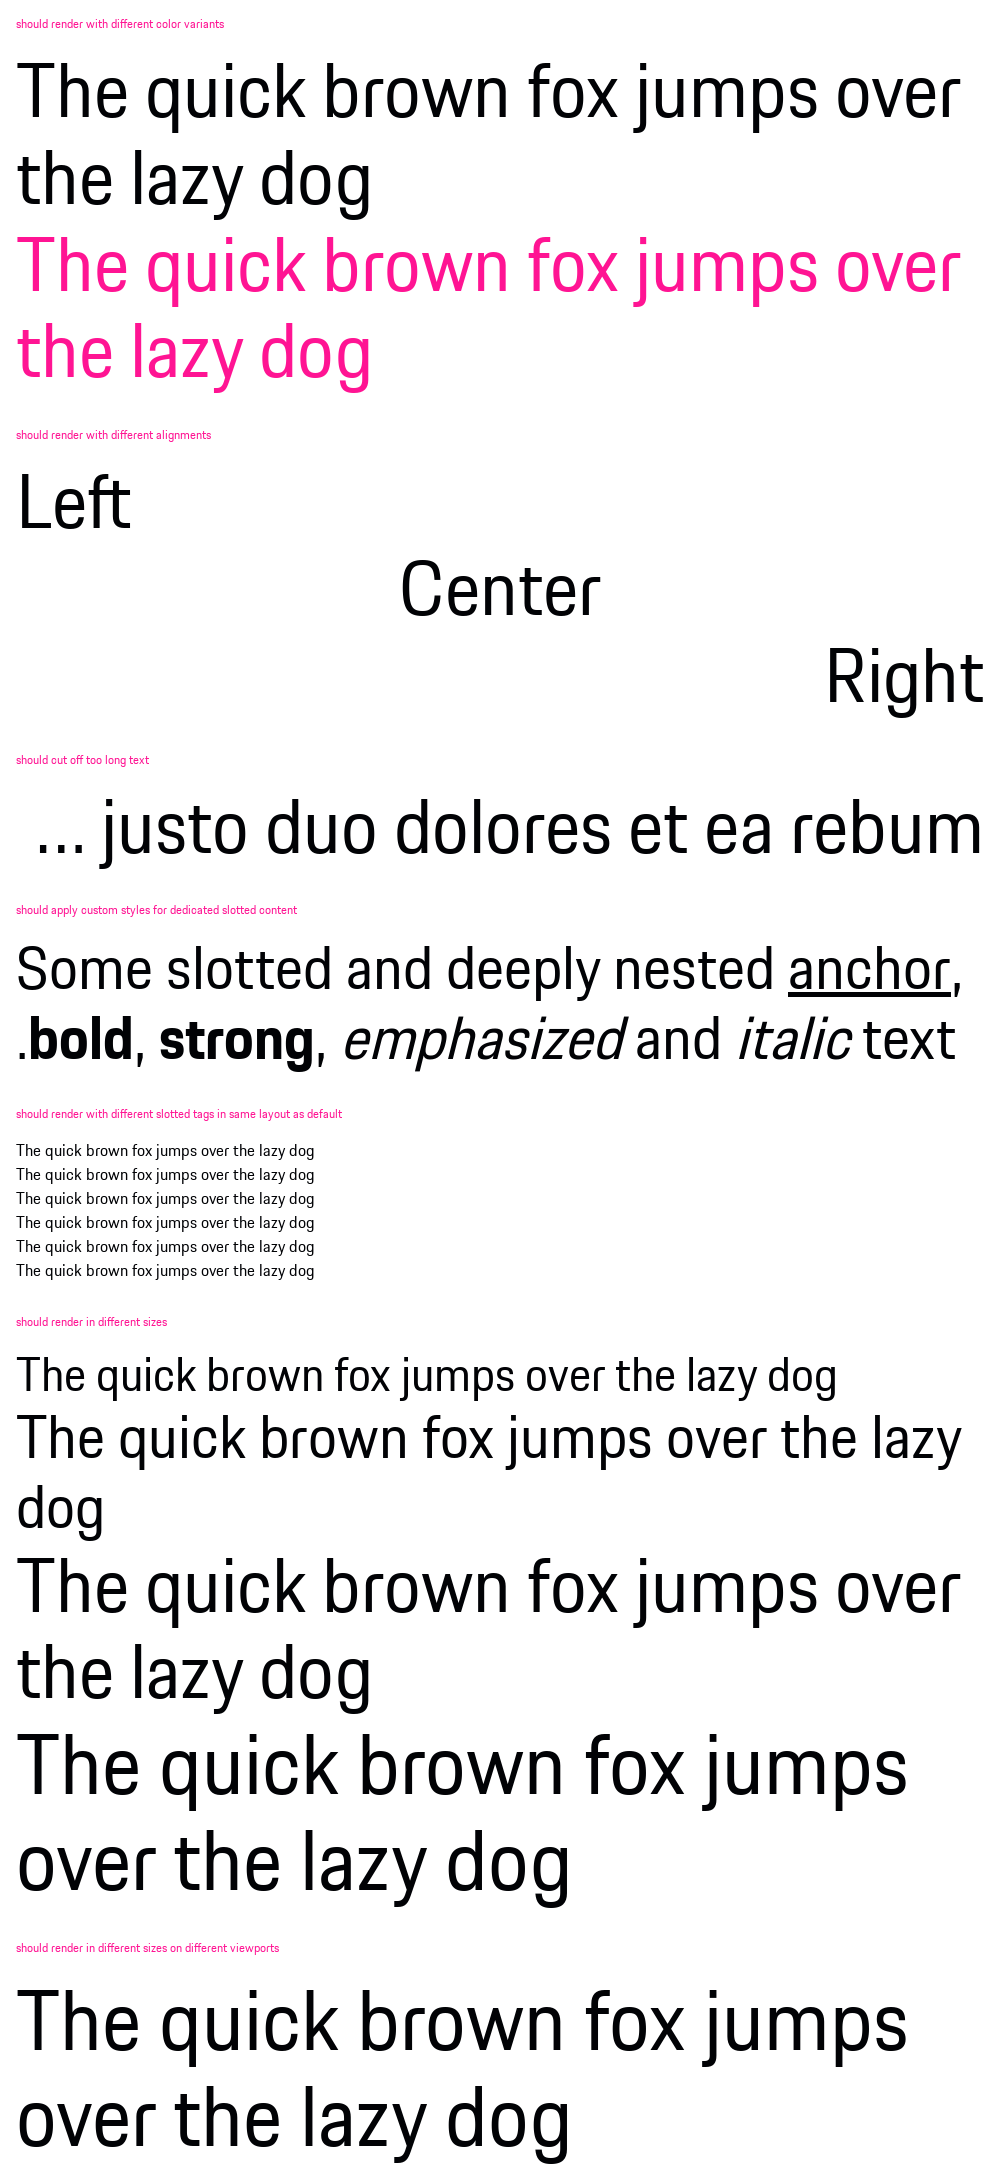 should render with different color variants
The quick brown fox jumps over
the lazy dog
The quick brown fox jumps over
the lazy dog
should render with different alignments
Left
Center
Right
should cut off too long text
... justo duo dolores et ea rebum
should apply custom styles for dedicated slotted content
Some slotted and deeply nested anchor,
.bold, strong, emphasized and italic text
should render with different slotted tags in same layout as default
The quick brown fox jumps over the lazy dog
The quick brown fox jumps over the lazy dog
The quick brown fox jumps over the lazy dog
The quick brown fox jumps over the lazy dog
The quick brown fox jumps over the lazy dog
The quick brown fox jumps over the lazy dog
should render in different sizes
The quick brown fox jumps over the lazy dog
The quick brown fox jumps over the lazy
dog
The quick brown fox jumps over
the lazy dog
The quick brown fox jumps
over the lazy dog
should render in different sizes on different viewports
The quick brown fox jumps
over the lazy dog